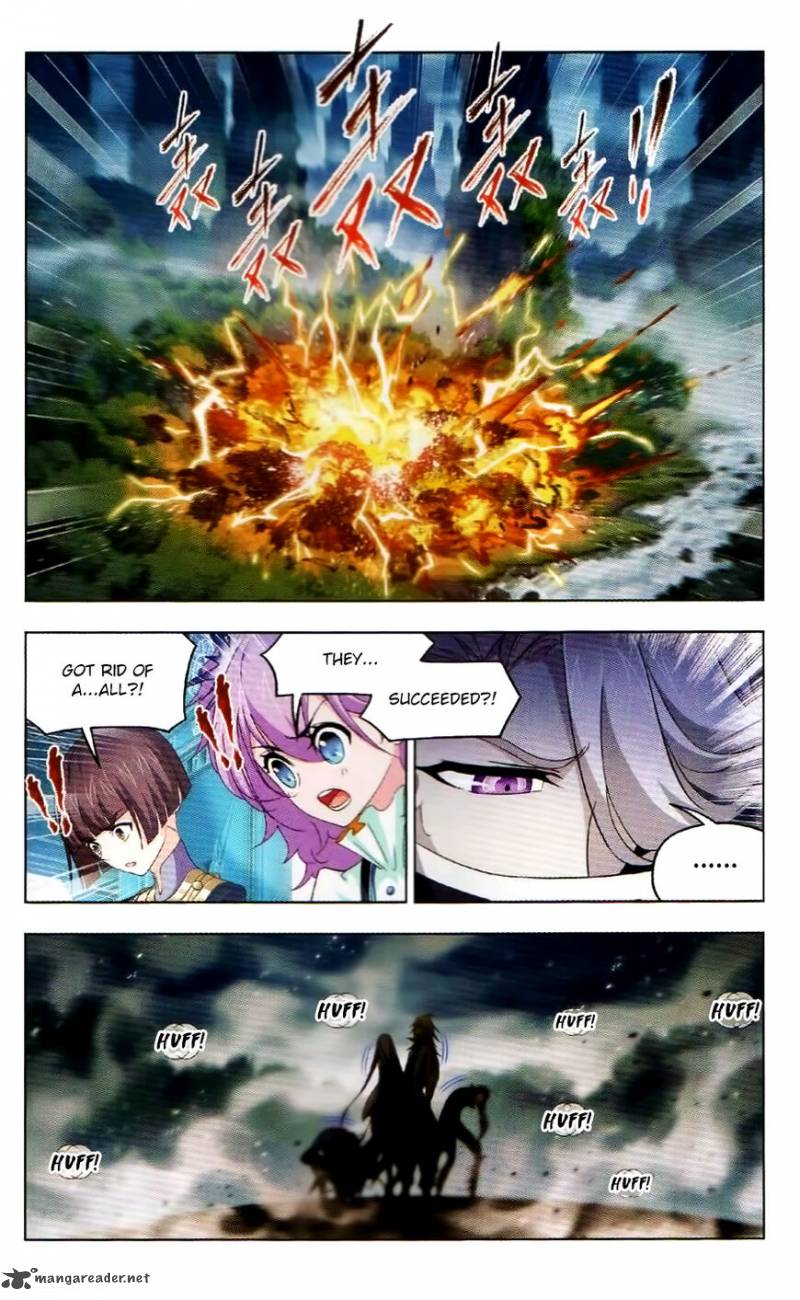 轰轰轰轰轰!!
GOT RID OF
A...ALL?!
THEY...
SUCCEEDED?!
!!
!!
......
HUFF!
HUFF!
HUFF!
HUFF!
HUFF!
HUFF!
HUFF!
mangareader.net